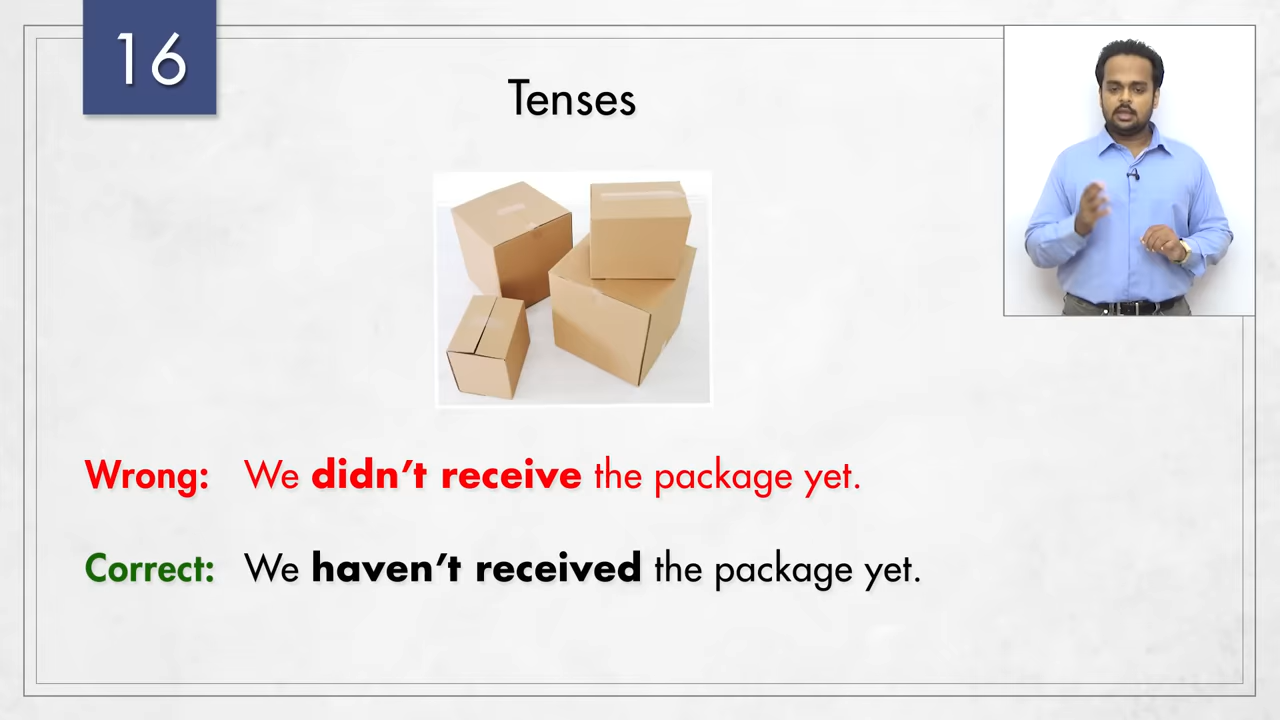 16
Tenses
Wrong: We didn’t receive the package yet.
Correct: We haven’t received the package yet.